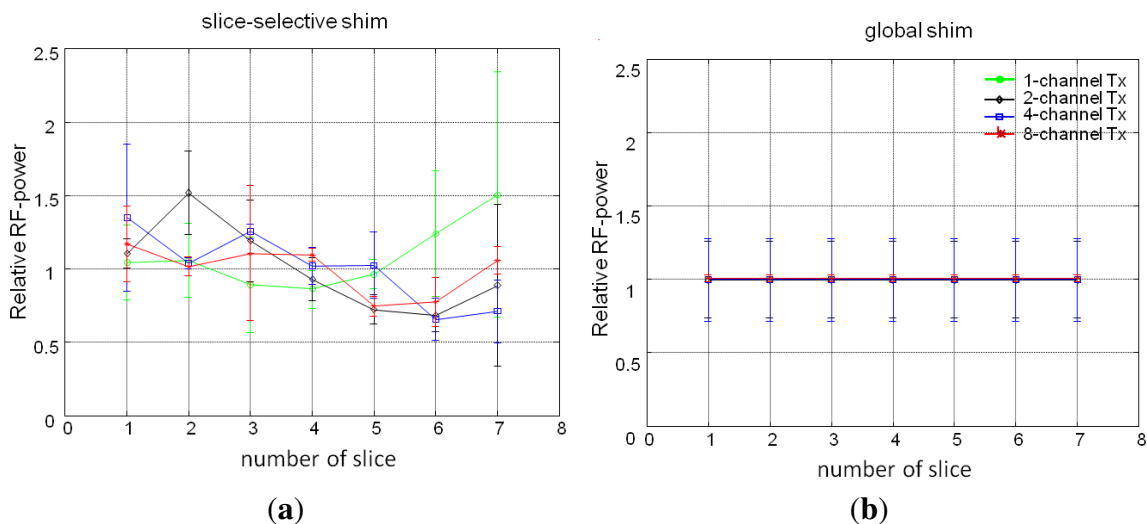 slice-selective shim
2.5
2
1.5
1
0.5
0
0 1 2 3 4 5 6 7 8
Relative RF-power
number of slice
(a)
global shim
2.5
2
1.5
1
0.5
0
0 1 2 3 4 5 6 7 8
Relative RF-power
1-channel Tx
2-channel Tx
4-channel Tx
8-channel Tx
number of slice
(b)